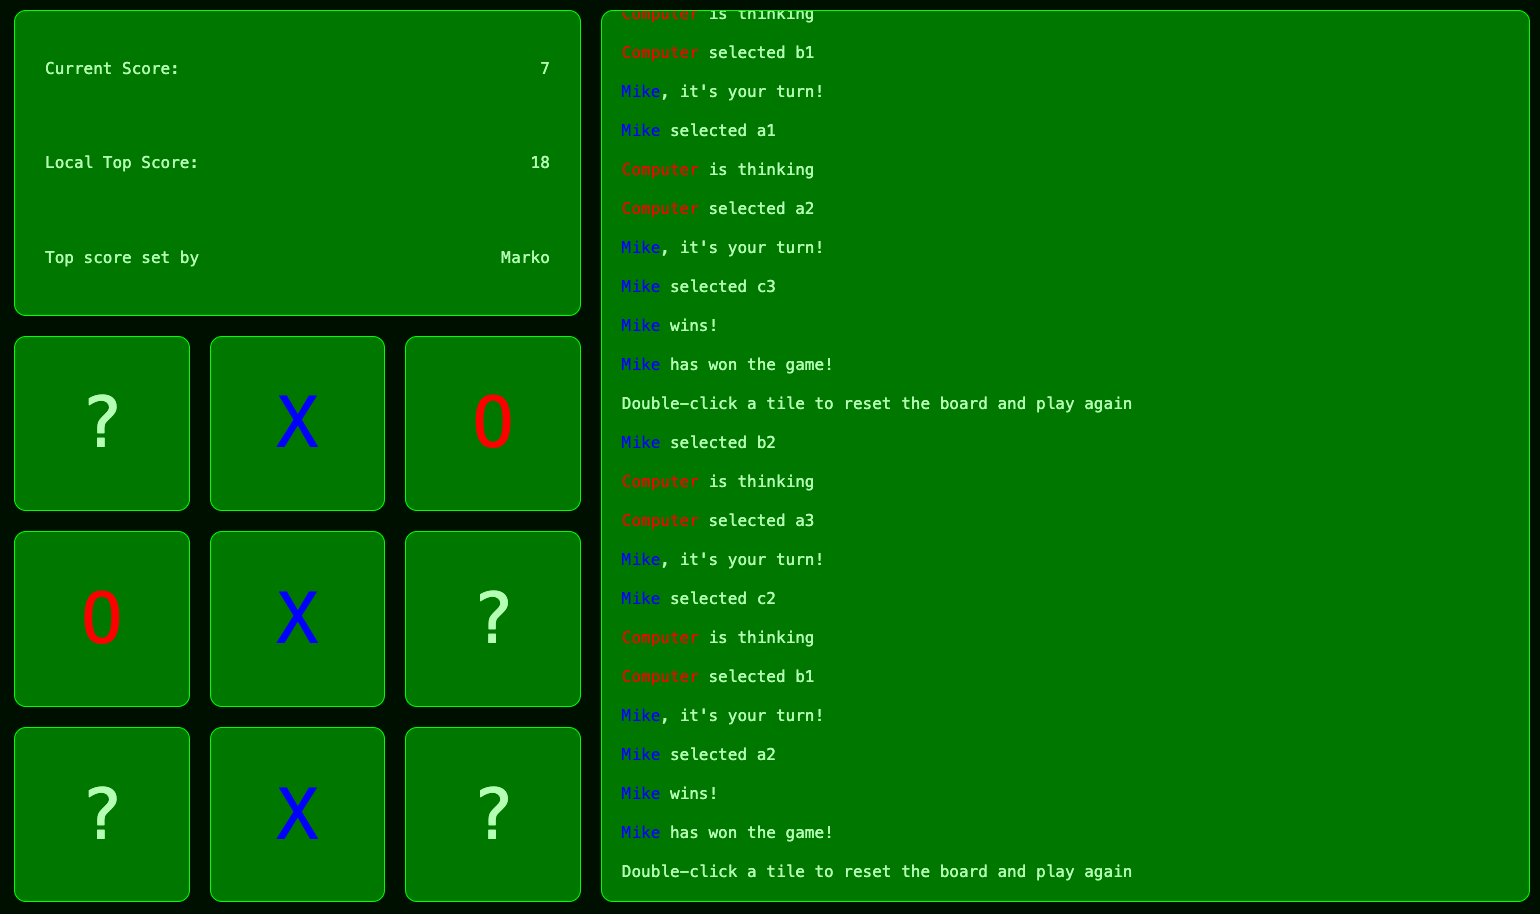 Current Score: 7
Local Top Score: 18
Top score set by Marko
? X O
O X ?
? X ?
Computer is thinking
Computer selected b1
Mike, it's your turn!
Mike selected a1
Computer is thinking
Computer selected a2
Mike, it's your turn!
Mike selected c3
Mike wins!
Mike has won the game!
Double-click a tile to reset the board and play again
Mike selected b2
Computer is thinking
Computer selected a3
Mike, it's your turn!
Mike selected c2
Computer is thinking
Computer selected b1
Mike, it's your turn!
Mike selected a2
Mike wins!
Mike has won the game!
Double-click a tile to reset the board and play again